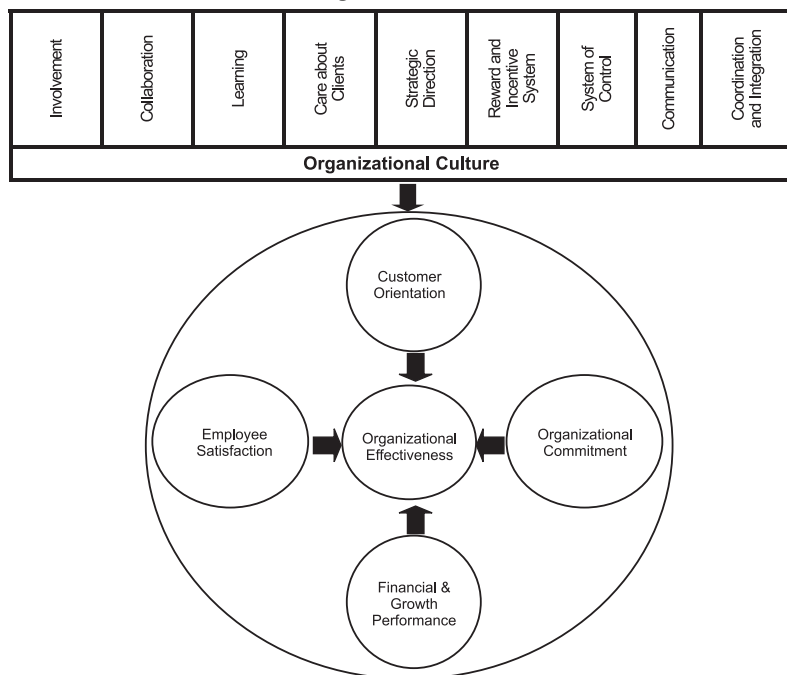 Involvement
Collaboration
Learning
Care about
Clients
Strategic
Direction
Reward and
Incentive
System
System of
Control
Communication
Coordination
and Integration
Organizational Culture
Customer
Orientation
Employee
Satisfaction
Organizational
Effectiveness
Organizational
Commitment
Financial &
Growth
Performance